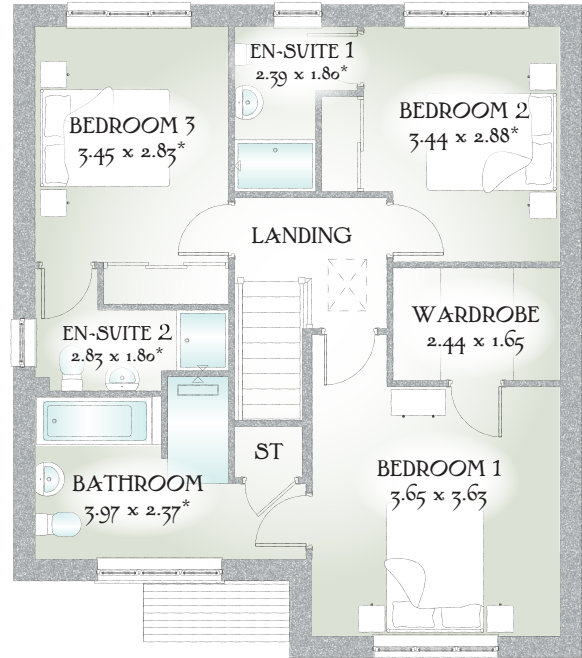 EN-SUITE 1
2.39 x 1.80*
BEDROOM 3
3.45 x 2.83*
BEDROOM 2
3.44 x 2.88*
LANDING
WARDROBE
2.44 x 1.65
EN-SUITE 2
2.83 x 1.80*
ST
BEDROOM 1
3.65 x 3.63
BATHROOM
3.97 x 2.37*